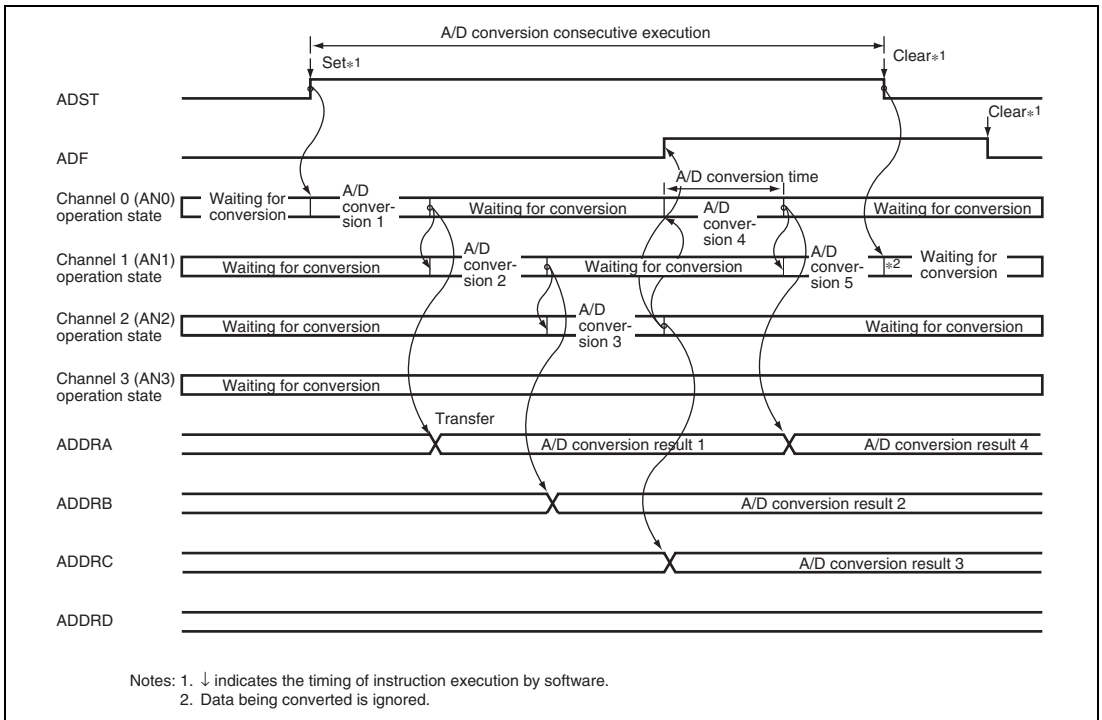 A/D conversion consecutive execution
Set*1
Clear*1
ADST
Clear*1
ADF
A/D conversion time
Channel 0 (AN0)
operation state
Waiting for
conversion
A/D
conver-
sion 1
Waiting for conversion
A/D
conver-
sion 4
Waiting for conversion
Channel 1 (AN1)
operation state
Waiting for conversion
A/D
conver-
sion 2
Waiting for conversion
A/D
conver-
sion 5
*2
Waiting for
conversion
Channel 2 (AN2)
operation state
Waiting for conversion
A/D
conver-
sion 3
Waiting for conversion
Channel 3 (AN3)
operation state
Waiting for conversion
Transfer
ADDRA
A/D conversion result 1
A/D conversion result 4
ADDRB
A/D conversion result 2
ADDRC
A/D conversion result 3
ADDRD
Notes: 1. ↓ indicates the timing of instruction execution by software.
2. Data being converted is ignored.